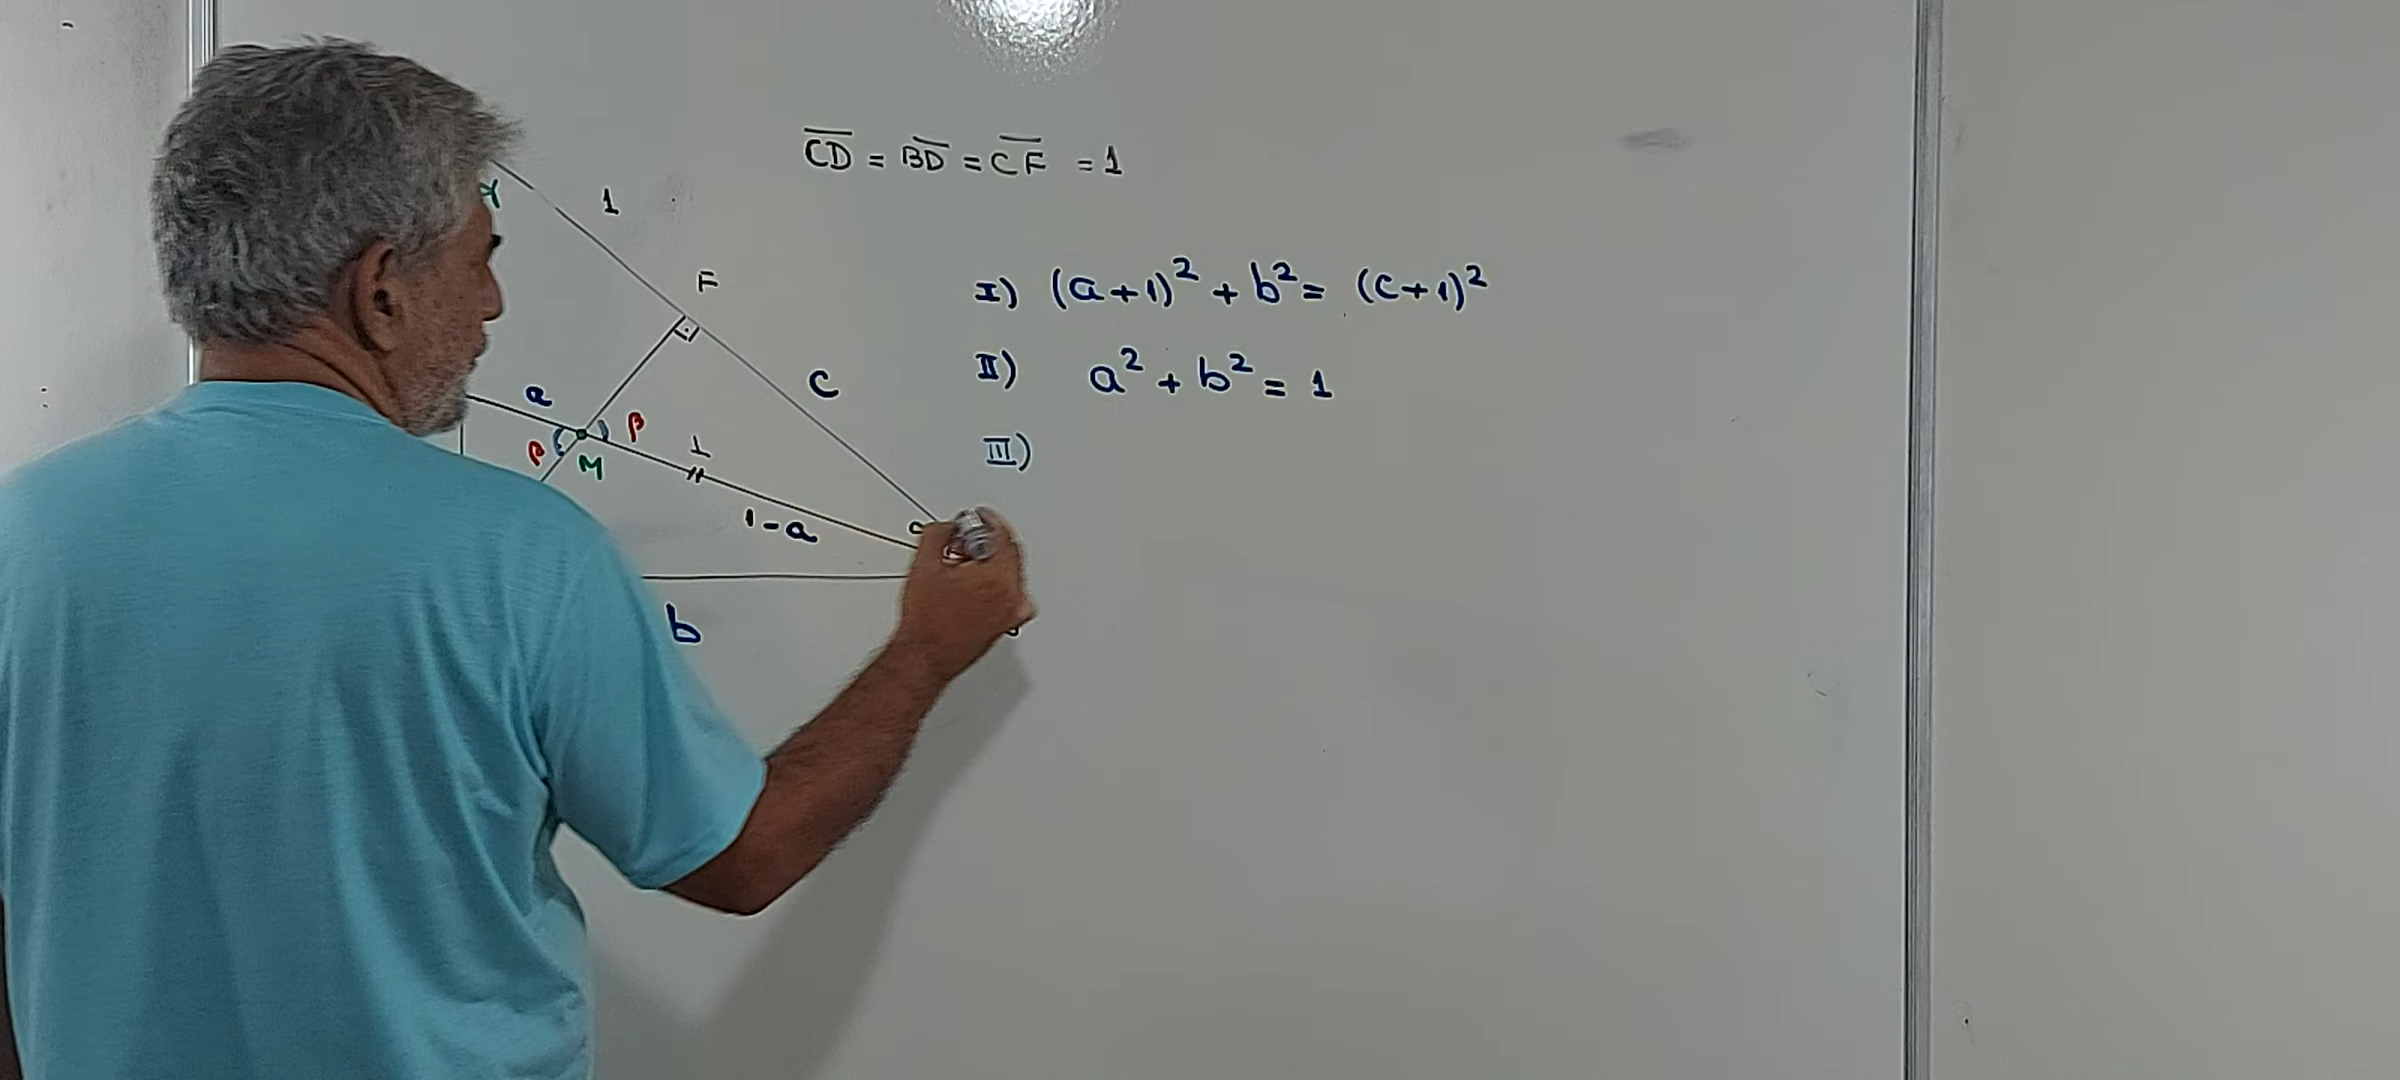 CD = BD = CF = 1
α
1
F
I) (a+1)² + b² = (c+1)²
II) a² + b² = 1
a
C
β
β
1
M
III)
1-a
b